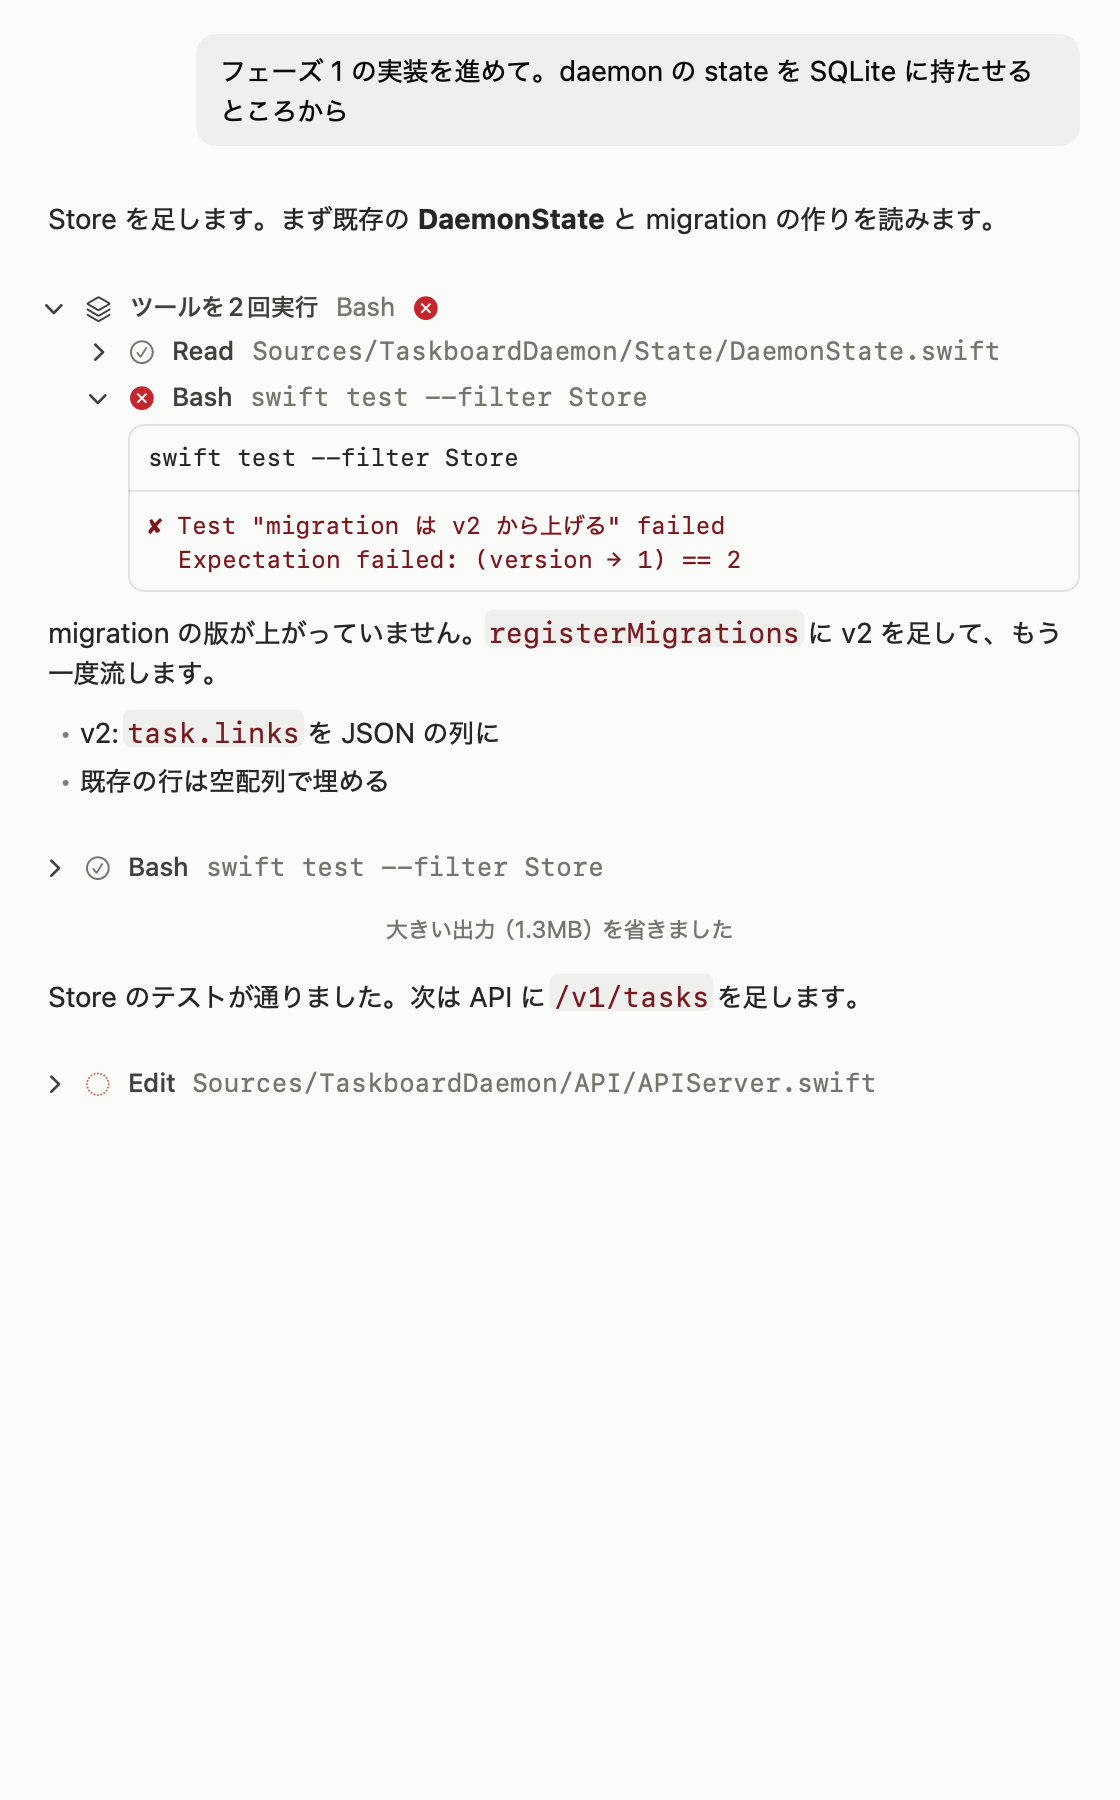 フェーズ 1 の実装を進めて。daemon の state を SQLite に持たせる
ところから
Store を足します。まず既存の DaemonState と migration の作りを読みます。
ツールを2回実行 Bash
Read Sources/TaskboardDaemon/State/DaemonState.swift
Bash swift test --filter Store
swift test --filter Store
✘ Test "migration は v2 から上げる" failed
Expectation failed: (version → 1) == 2
migration の版が上がっていません。registerMigrations に v2 を足して、もう
一度流します。
• v2: task.links を JSON の列に
• 既存の行は空配列で埋める
Bash swift test --filter Store
大きい出力（1.3MB）を省きました
Store のテストが通りました。次は API に /v1/tasks を足します。
Edit Sources/TaskboardDaemon/API/APIServer.swift